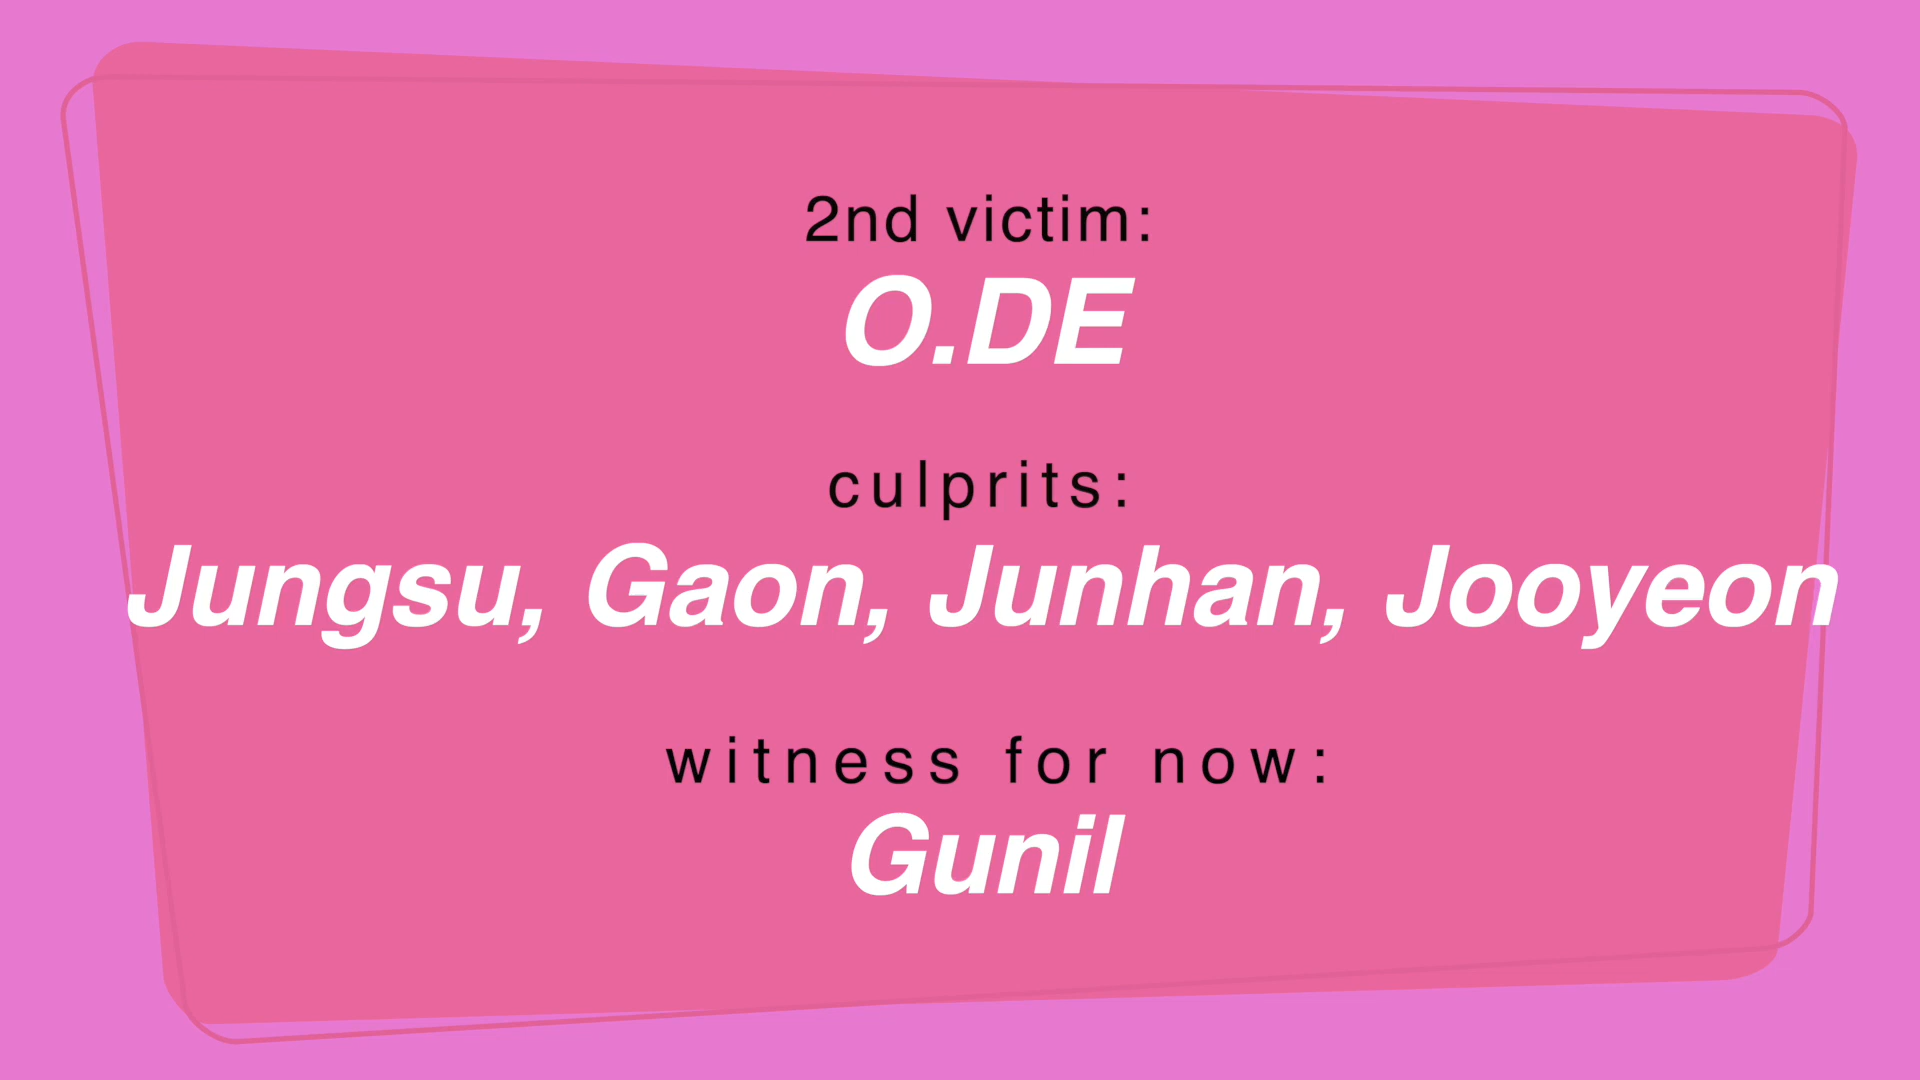 2nd victim:
O.DE
culprits:
Jungsu, Gaon, Junhan, Jooyeon
witness for now:
Gunil